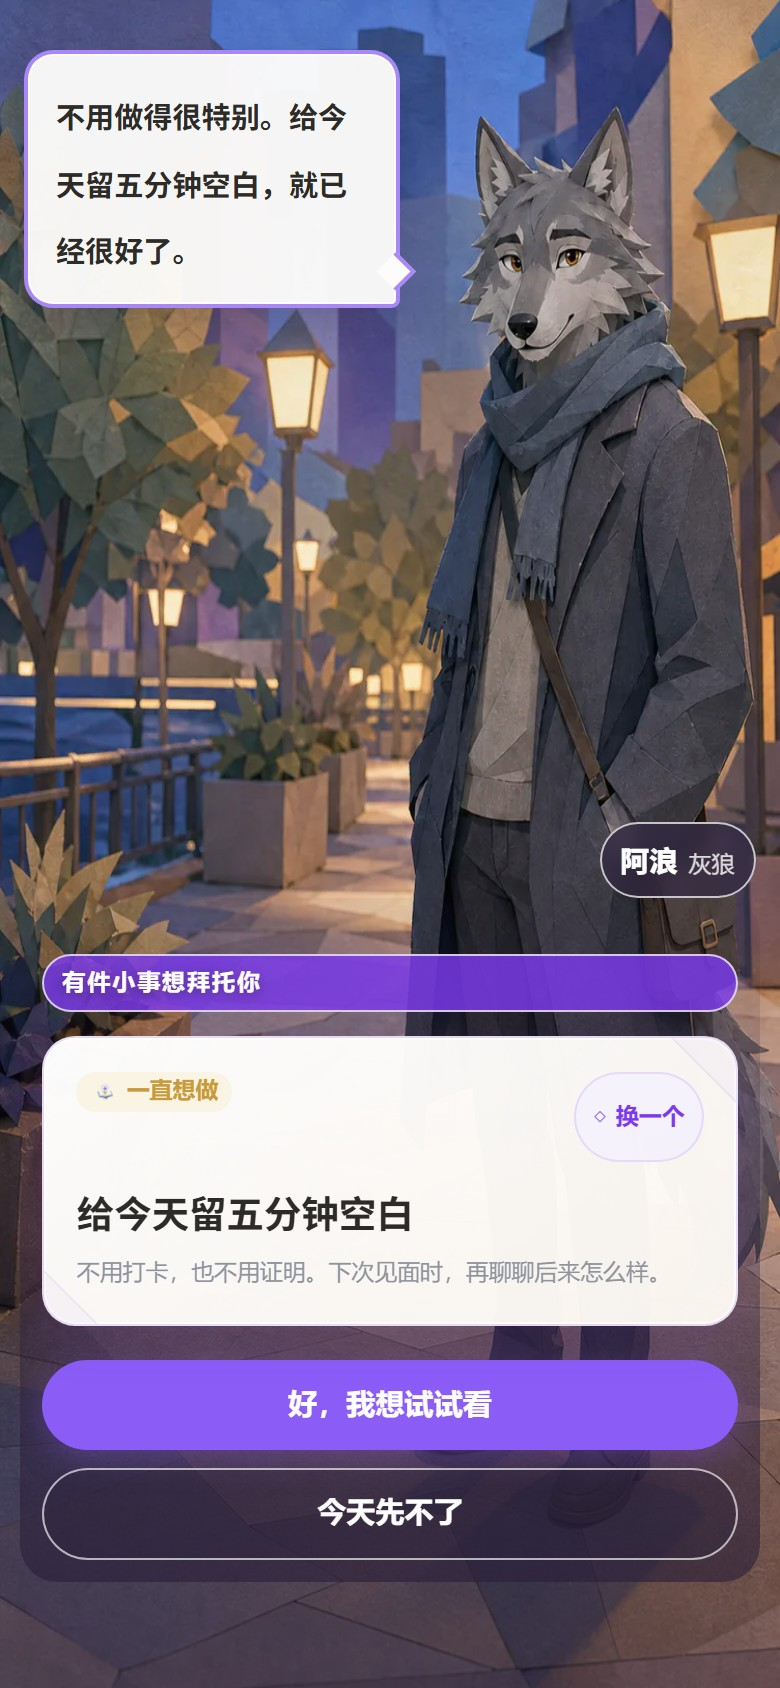 不用做得很特别。给今
天留五分钟空白，就已
经很好了。
阿浪 灰狼
有件小事想拜托你
一直想做
换一个
给今天留五分钟空白
不用打卡，也不用证明。下次见面时，再聊聊后来怎么样。
好，我想试试看
今天先不了